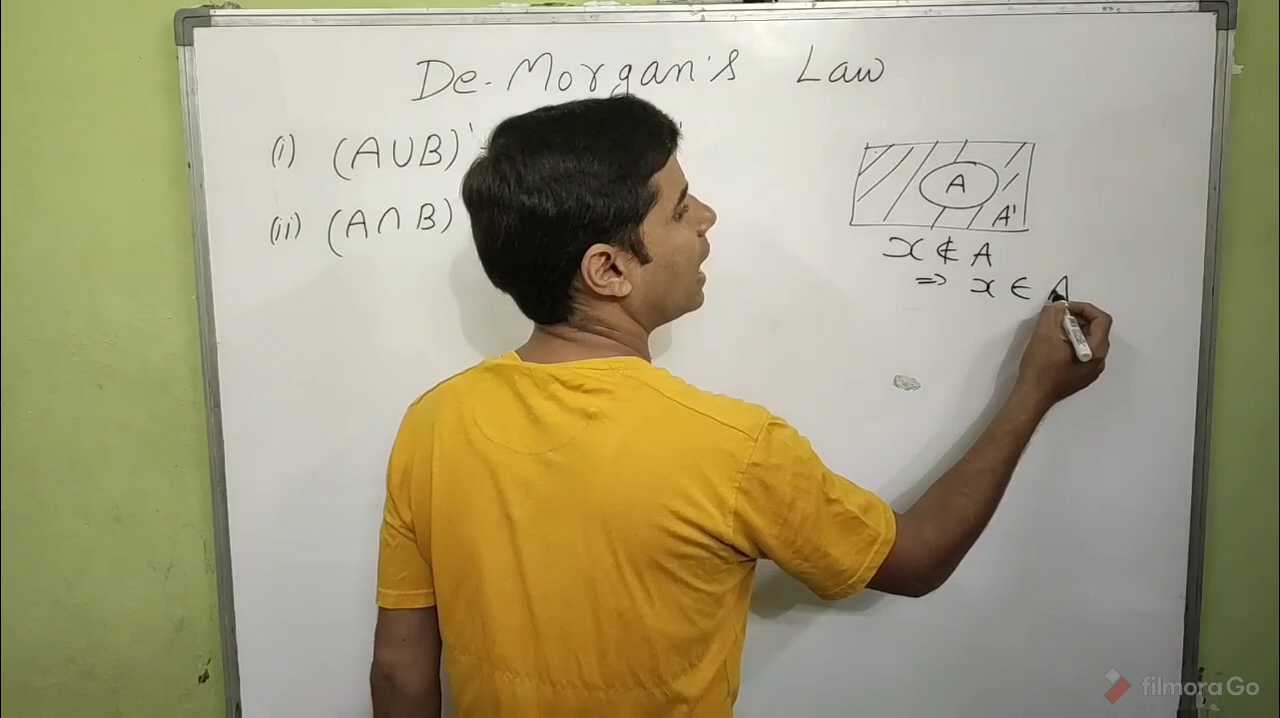 De-Morgan's Law
(i) (A∪B)'
(ii) (A∩B)
A
A'
x ∉ A
⇒ x ∈ A
filmoraGo